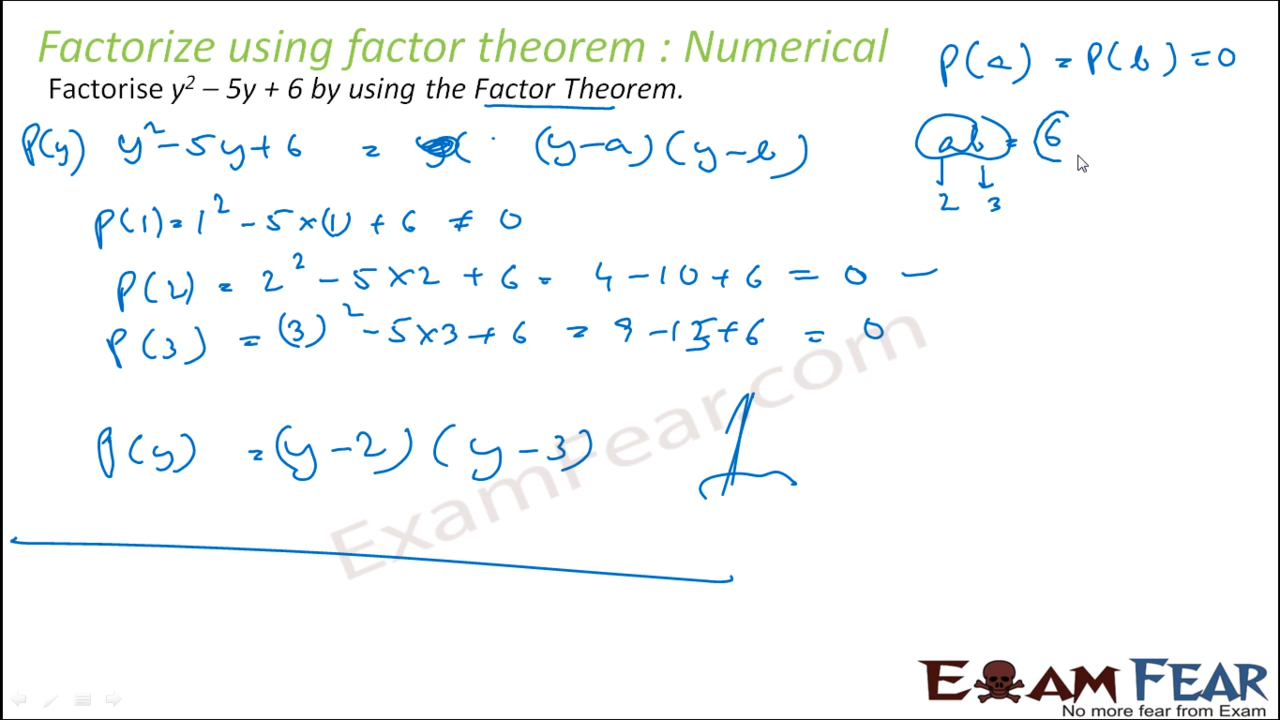 Factorize using factor theorem : Numerical
Factorise y² – 5y + 6 by using the Factor Theorem.
P(a) = P(b) = 0
P(y) y² - 5y + 6 = (y-a)(y-b)
ab = 6
2 3
P(1) = 1² - 5×(1) + 6 ≠ 0
P(2) = 2² - 5×2 + 6 = 4 - 10 + 6 = 0 —
P(3) = (3)² - 5×3 + 6 = 9 - 15 + 6 = 0
P(y) = (y-2)(y-3)
ExamFear.com
EXAM FEAR
No more fear from Exam